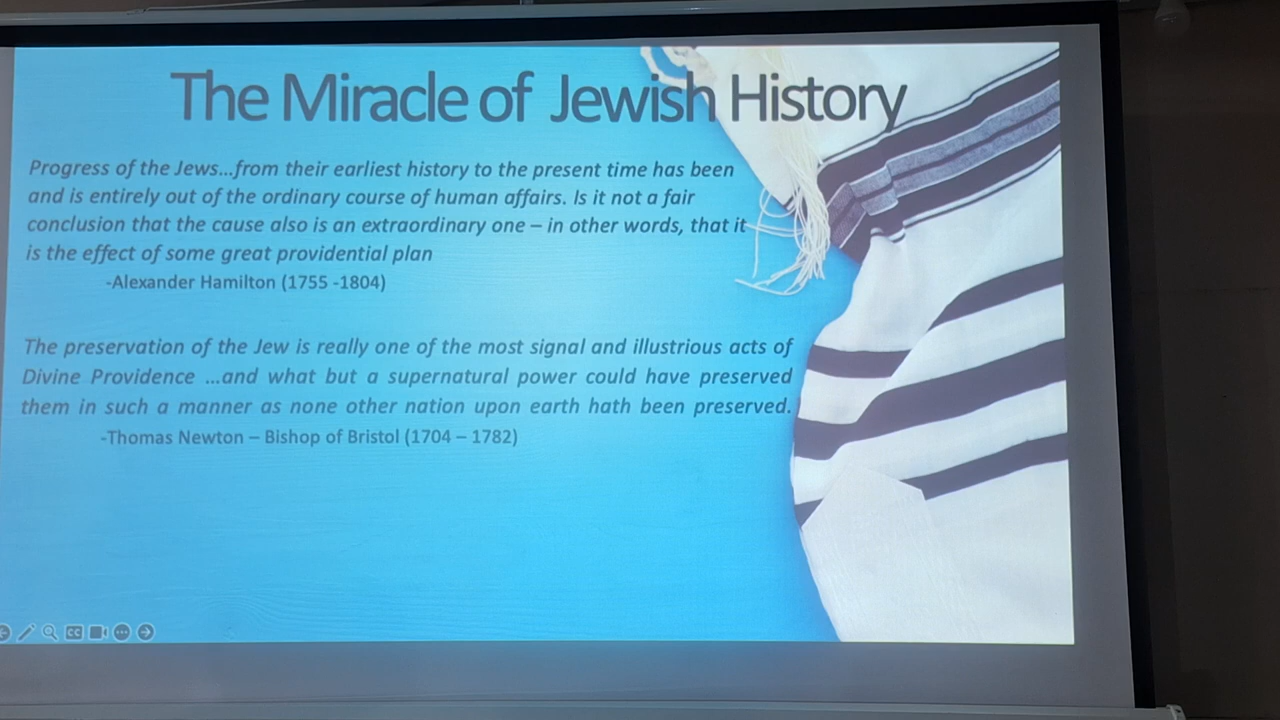 The Miracle of Jewish History
Progress of the Jews...from their earliest history to the present time has been
and is entirely out of the ordinary course of human affairs. Is it not a fair
conclusion that the cause also is an extraordinary one – in other words, that it
is the effect of some great providential plan
-Alexander Hamilton (1755 -1804)
The preservation of the Jew is really one of the most signal and illustrious acts of
Divine Providence ...and what but a supernatural power could have preserved
them in such a manner as none other nation upon earth hath been preserved.
-Thomas Newton – Bishop of Bristol (1704 – 1782)
CC